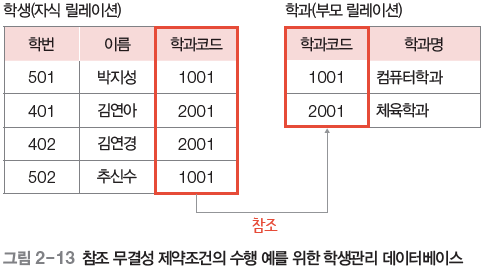 학생(자식 릴레이션) 학과(부모 릴레이션)
학번 이름 학과코드 학과코드 학과명
501 박지성 1001 1001 컴퓨터학과
401 김연아 2001 2001 체육학과
402 김연경 2001
502 추신수 1001
참조
그림 2-13 참조 무결성 제약조건의 수행 예를 위한 학생관리 데이터베이스